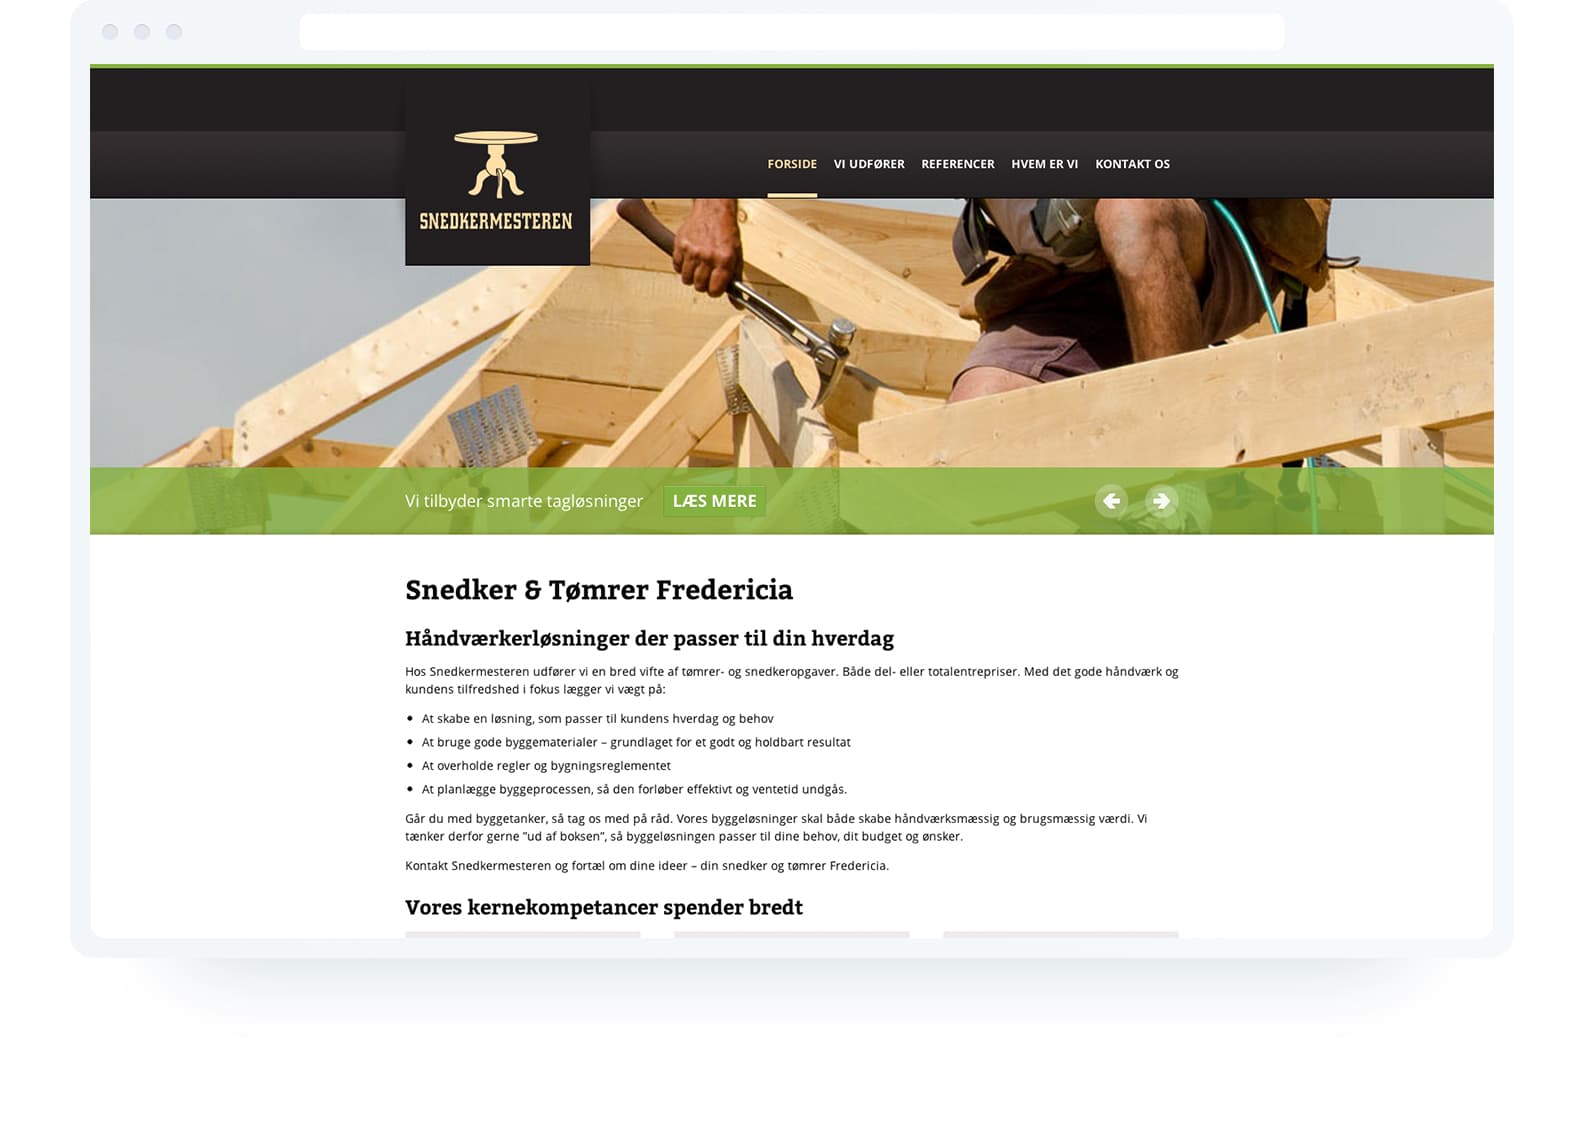 SNEDKERMESTEREN
FORSIDE VI UDFØRER REFERENCER HVEM ER VI KONTAKT OS
Vi tilbyder smarte tagløsninger LÆS MERE
Snedker & Tømrer Fredericia
Håndværkerløsninger der passer til din hverdag
Hos Snedkermesteren udfører vi en bred vifte af tømrer- og snedkeropgaver. Både del- eller totalentrepriser. Med det gode håndværk og
kundens tilfredshed i fokus lægger vi vægt på:
• At skabe en løsning, som passer til kundens hverdag og behov
• At bruge gode byggematerialer – grundlaget for et godt og holdbart resultat
• At overholde regler og bygningsreglementet
• At planlægge byggeprocessen, så den forløber effektivt og ventetid undgås.
Går du med byggetanker, så tag os med på råd. Vores byggeløsninger skal både skabe håndværksmæssig og brugsmæssig værdi. Vi
tænker derfor gerne ”ud af boksen”, så byggeløsningen passer til dine behov, dit budget og ønsker.
Kontakt Snedkermesteren og fortæl om dine ideer – din snedker og tømrer Fredericia.
Vores kernekompetancer spender bredt